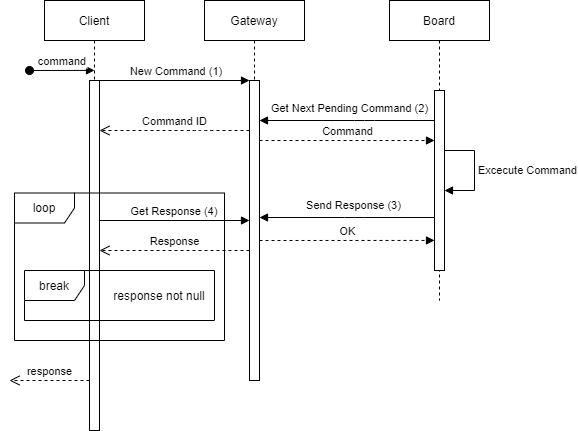 Client
Gateway
Board
command
New Command (1)
Get Next Pending Command (2)
Command ID
Command
Excecute Command
loop
Get Response (4)
Send Response (3)
Response
OK
break
response not null
response